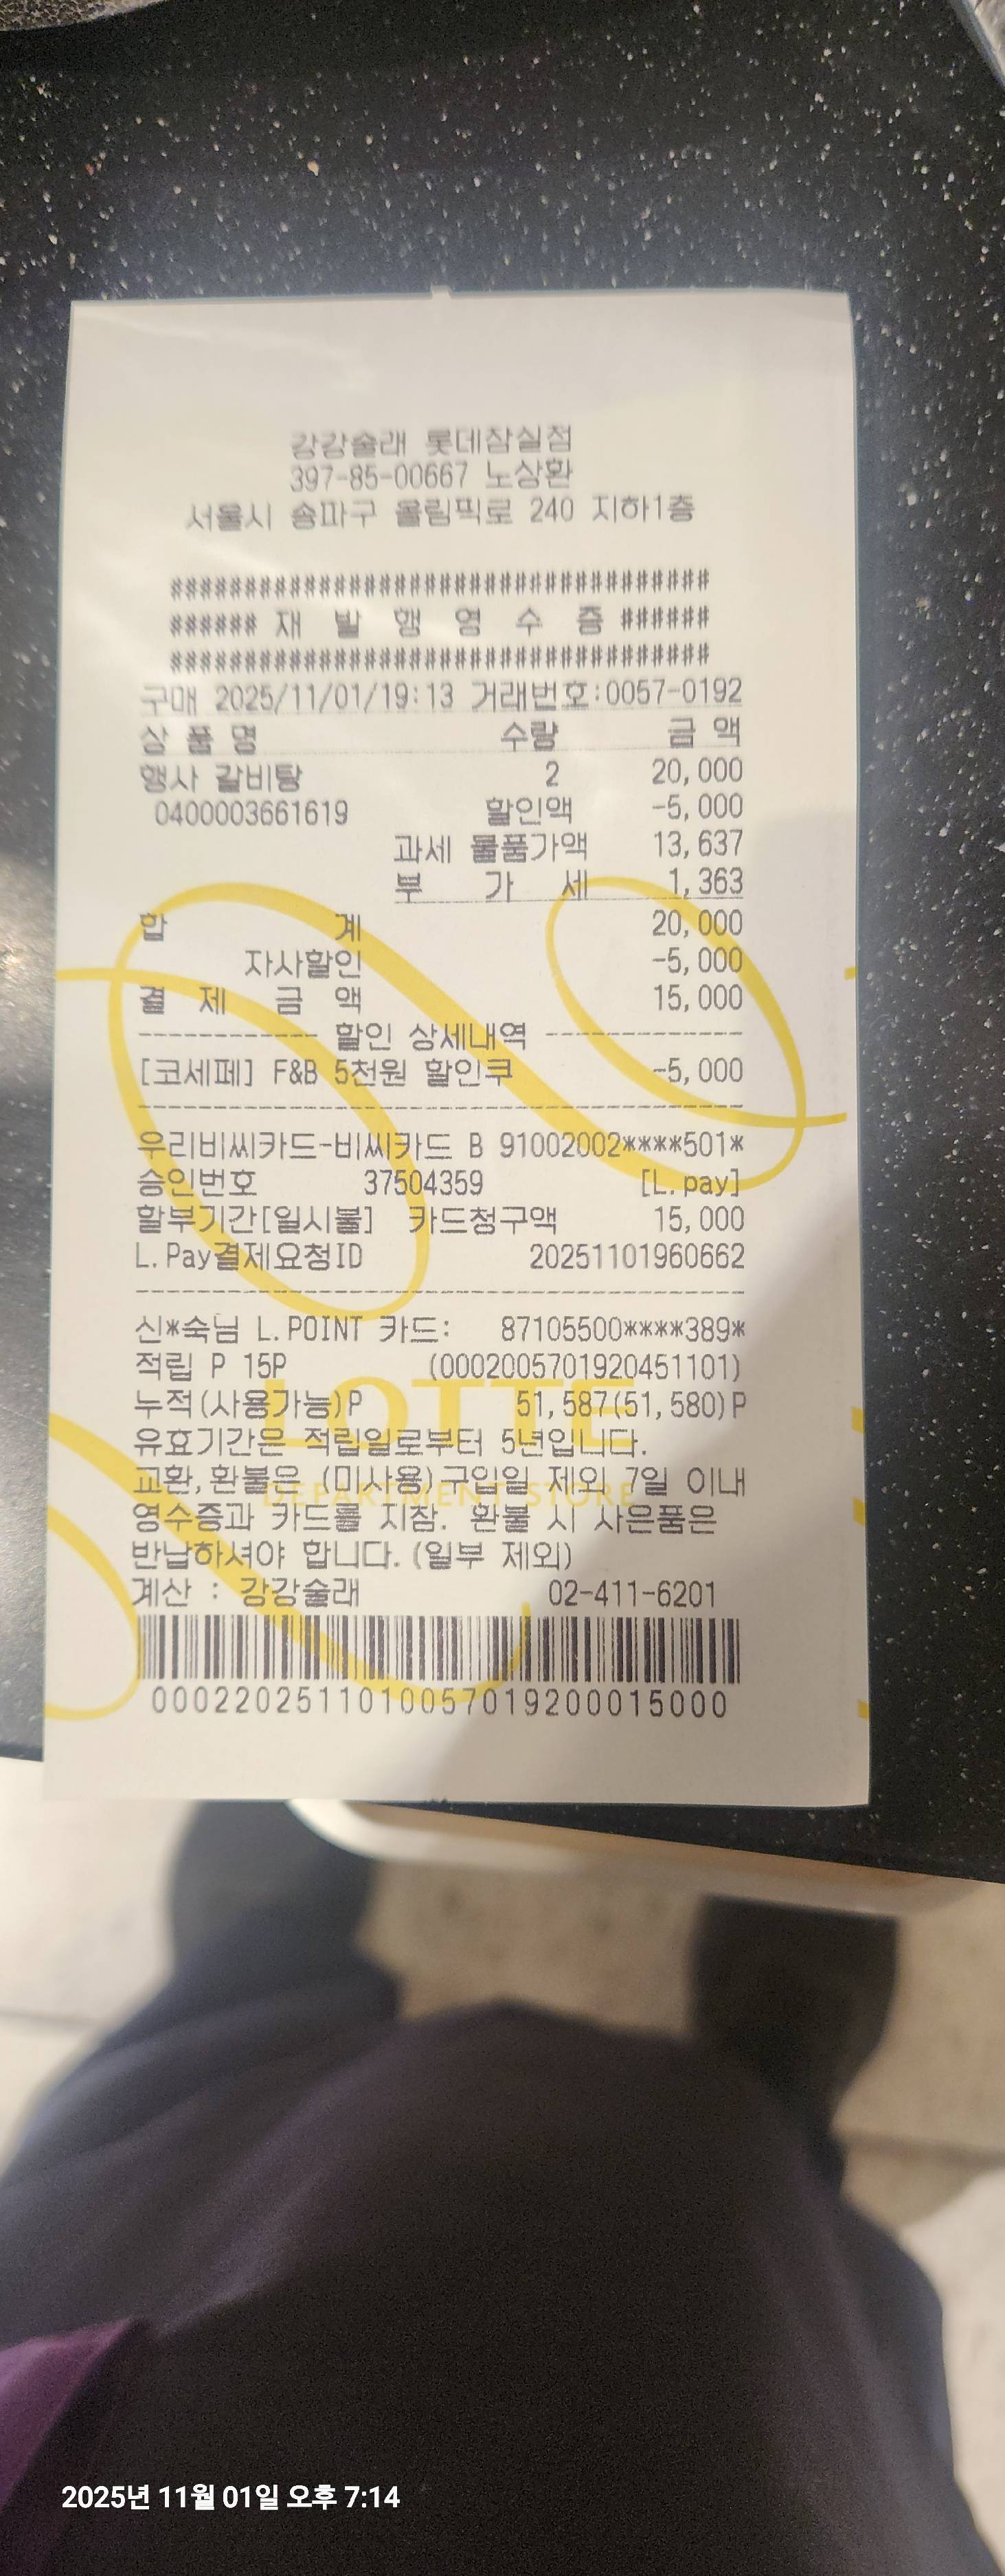 강강술래 롯데잠실점
397-85-00667 노상환
서울시 송파구 올림픽로 240 지하1층
####################################
###### 재 발 행 영 수 증 ######
####################################
구매 2025/11/01/19:13 거래번호:0057-0192
상 품 명 수량 금 액
행사 갈비탕 2 20,000
0400003661619 할인액 -5,000
과세 물품가액 13,637
부 가 세 1,363
합 계 20,000
자사할인 -5,000
결 제 금 액 15,000
------------ 할인 상세내역 ------------
[코세페] F&B 5천원 할인쿠 -5,000
----------------------------------------
우리비씨카드-비씨카드 B 91002002****501*
승인번호 37504359 [L.pay]
할부기간[일시불] 카드청구액 15,000
L.Pay결제요청ID 20251101960662
----------------------------------------
신*숙님 L.POINT 카드: 87105500****389*
적립 P 15P (0002005701920451101)
누적(사용가능)P 51,587(51,580)P
유효기간은 적립일로부터 5년입니다.
교환,환불은 (미사용)구입일 제외 7일 이내
영수증과 카드를 지참. 환불 시 사은품은
반납하셔야 합니다.(일부 제외)
계산 : 강강술래 02-411-6201
0002202511010057019200015000
LOTTE
DEPARTMENT STORE
2025년 11월 01일 오후 7:14